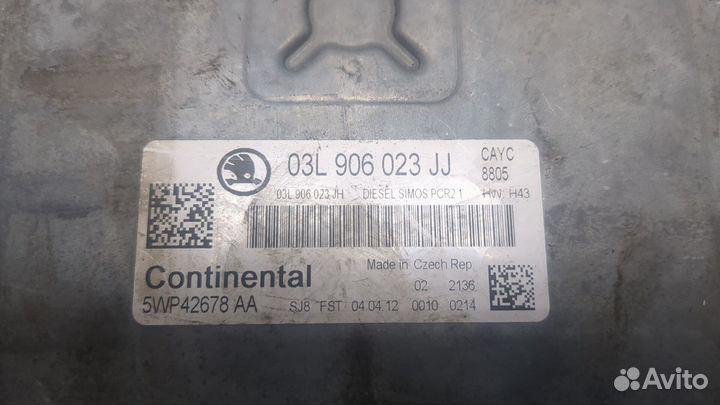 03L 906 023 JJ CAYC
8805
03L 906 023 JH DIESEL SIMOS PCR2 1 HW: H43
Continental
Made in Czech Rep
02 2136
5WP42678 AA SJ8 FST 04.04.12 0010 0214
Avito